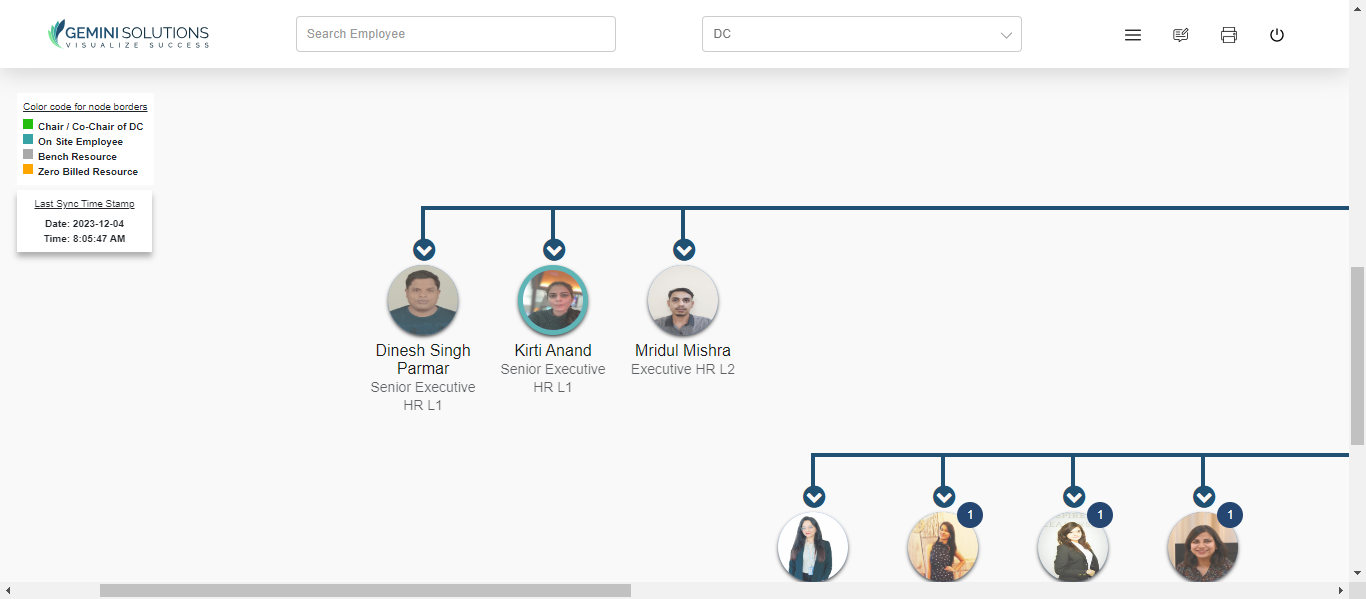 GEMINI SOLUTIONS
VISUALIZE SUCCESS
Search Employee
DC
Color code for node borders
Chair / Co-Chair of DC
On Site Employee
Bench Resource
Zero Billed Resource
Last Sync Time Stamp
Date: 2023-12-04
Time: 8:05:47 AM
Dinesh Singh
Parmar
Senior Executive
HR L1
Kirti Anand
Senior Executive
HR L1
Mridul Mishra
Executive HR L2
1
1
1